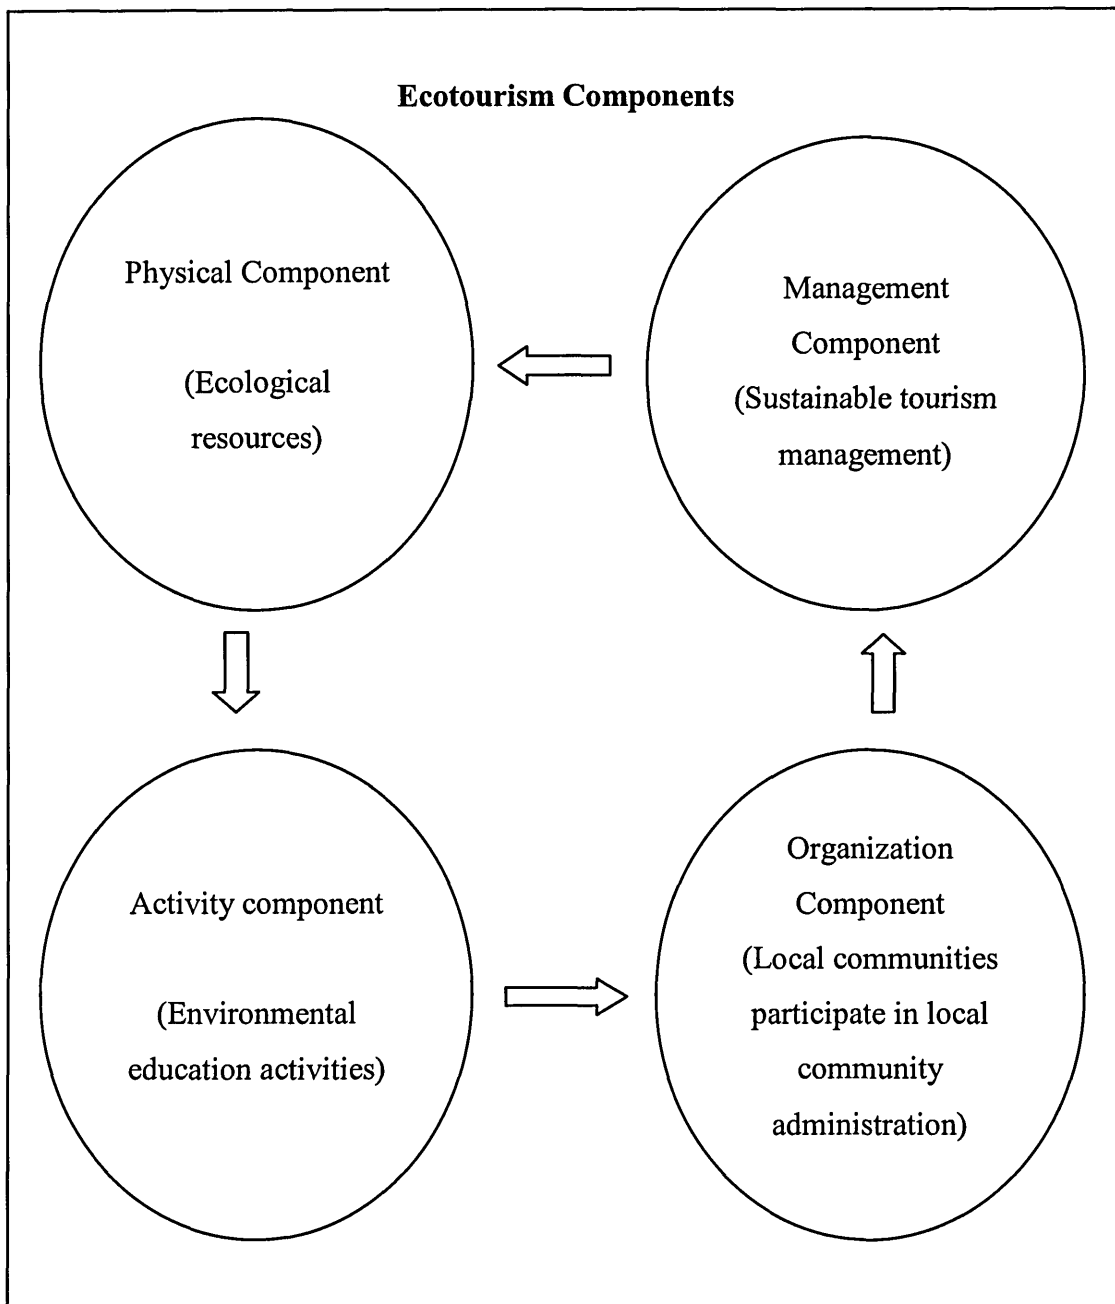 Ecotourism Components
Physical Component
(Ecological
resources)
Management
Component
(Sustainable tourism
management)
Activity component
(Environmental
education activities)
Organization
Component
(Local communities
participate in local
community
administration)